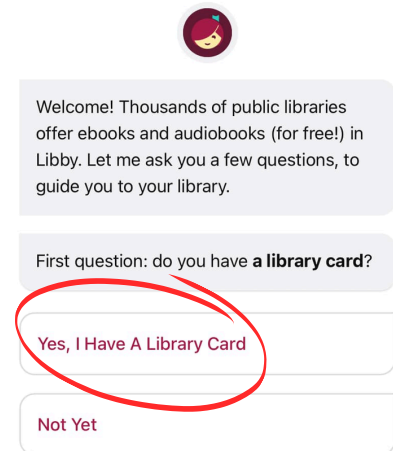 Welcome! Thousands of public libraries
offer ebooks and audiobooks (for free!) in
Libby. Let me ask you a few questions, to
guide you to your library.
First question: do you have a library card?
Yes, I Have A Library Card
Not Yet